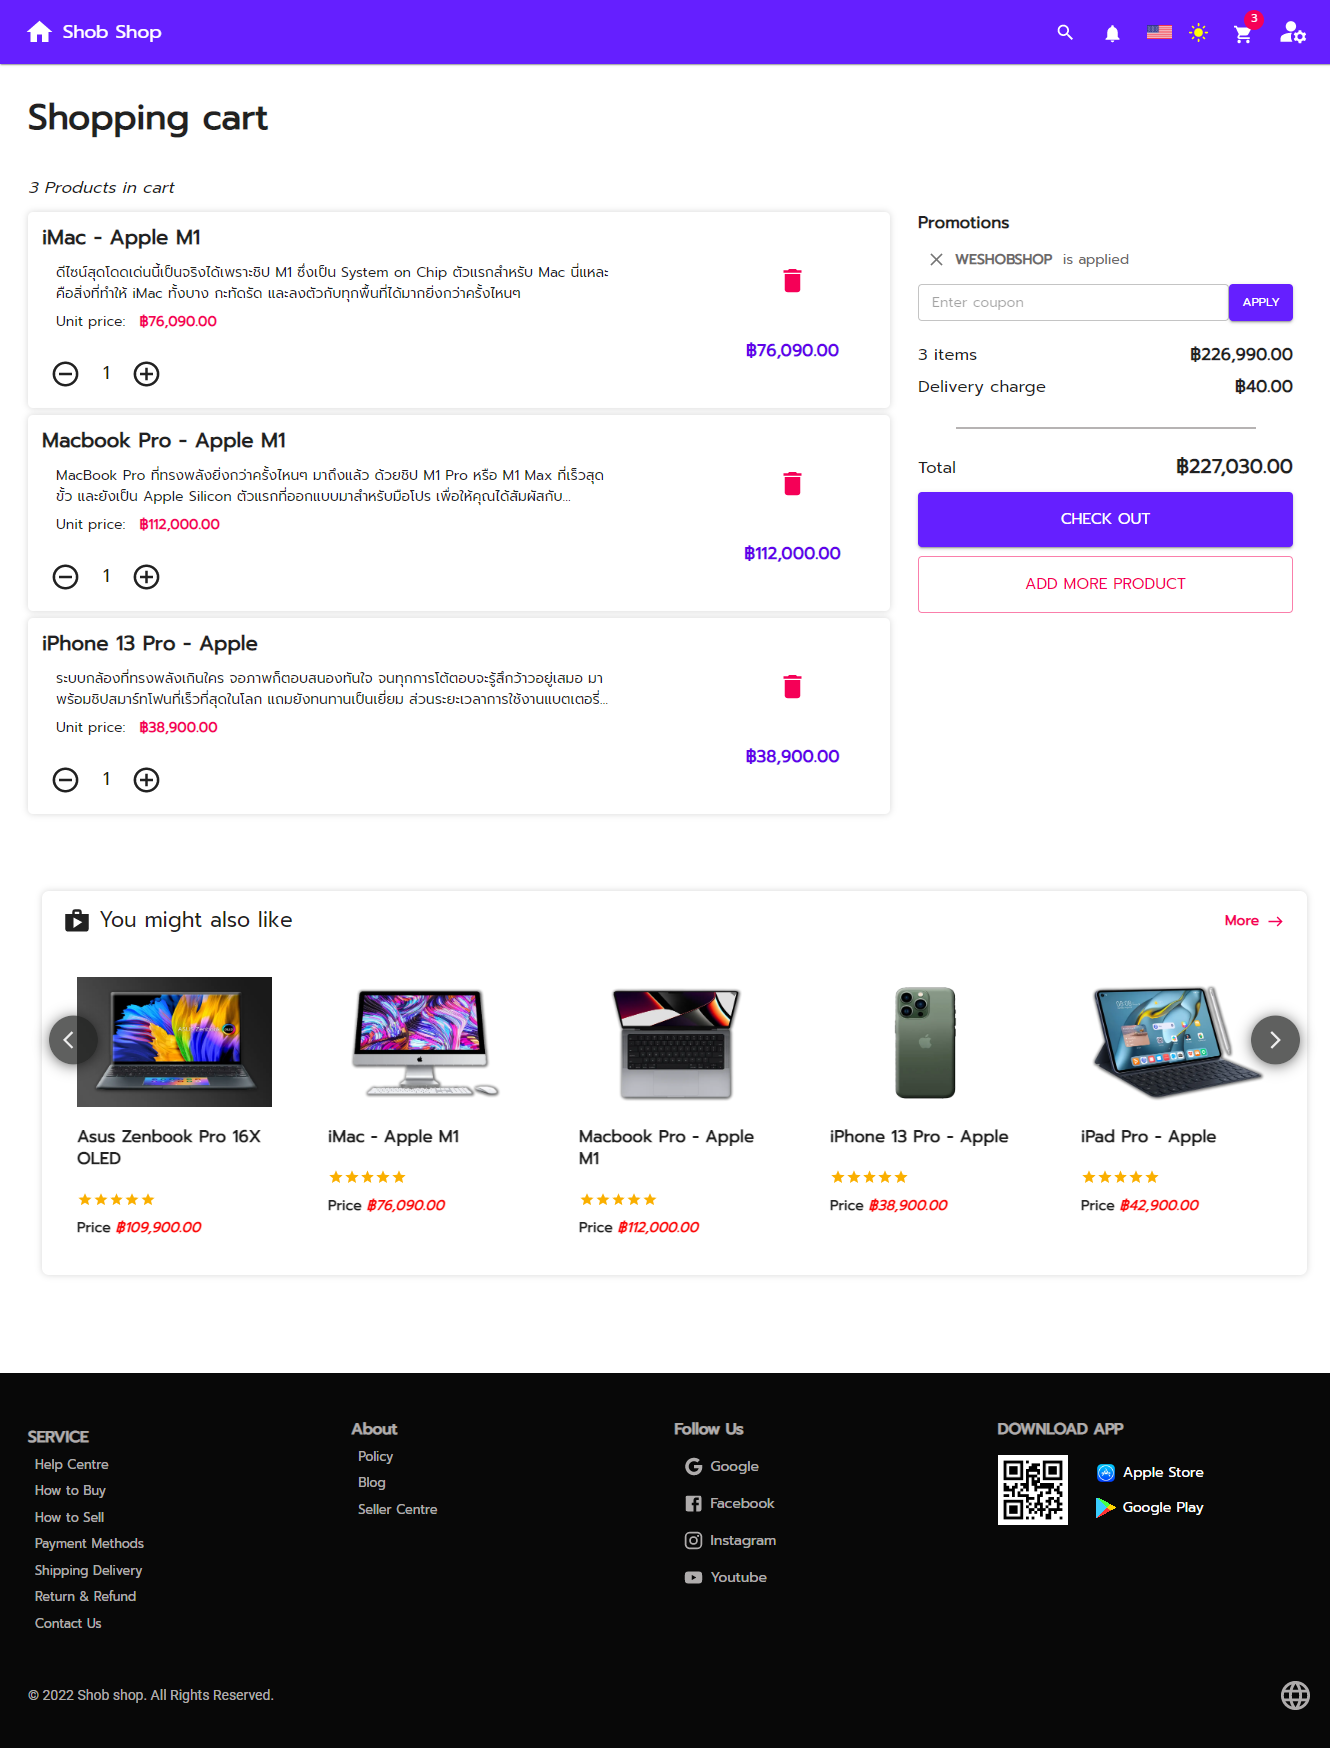 Shob Shop
3
Shopping cart
3 Products in cart
iMac - Apple M1
ดีไซน์สุดโดดเด่นนี้เป็นจริงได้เพราะชิป M1 ซึ่งเป็น System on Chip ตัวแรกสำหรับ Mac นี่แหละ
คือสิ่งที่ทำให้ iMac ทั้งบาง กะทัดรัด และลงตัวกับทุกพื้นที่ได้มากยิ่งกว่าครั้งไหนๆ
Unit price: ฿76,090.00
฿76,090.00
1
Macbook Pro - Apple M1
MacBook Pro ที่ทรงพลังยิ่งกว่าครั้งไหนๆ มาถึงแล้ว ด้วยชิป M1 Pro หรือ M1 Max ที่เร็วสุด
ขั้ว และยังเป็น Apple Silicon ตัวแรกที่ออกแบบมาสำหรับมือโปร เพื่อให้คุณได้สัมผัสกับ...
Unit price: ฿112,000.00
฿112,000.00
1
iPhone 13 Pro - Apple
ระบบกล้องที่ทรงพลังเกินใคร จอภาพก็ตอบสนองทันใจ จนทุกการโต้ตอบจะรู้สึกว้าวอยู่เสมอ มา
พร้อมชิปสมาร์ทโฟนที่เร็วที่สุดในโลก แถมยังทนทานเป็นเยี่ยม ส่วนระยะเวลาการใช้งานแบตเตอรี่...
Unit price: ฿38,900.00
฿38,900.00
1
Promotions
WESHOBSHOP is applied
Enter coupon
APPLY
3 items ฿226,990.00
Delivery charge ฿40.00
Total ฿227,030.00
CHECK OUT
ADD MORE PRODUCT
You might also like
More
Asus Zenbook Pro 16X
OLED
Price ฿109,900.00
iMac - Apple M1
Price ฿76,090.00
Macbook Pro - Apple
M1
Price ฿112,000.00
iPhone 13 Pro - Apple
Price ฿38,900.00
iPad Pro - Apple
Price ฿42,900.00
SERVICE
Help Centre
How to Buy
How to Sell
Payment Methods
Shipping Delivery
Return & Refund
Contact Us
About
Policy
Blog
Seller Centre
Follow Us
Google
Facebook
Instagram
Youtube
DOWNLOAD APP
Apple Store
Google Play
© 2022 Shob shop. All Rights Reserved.